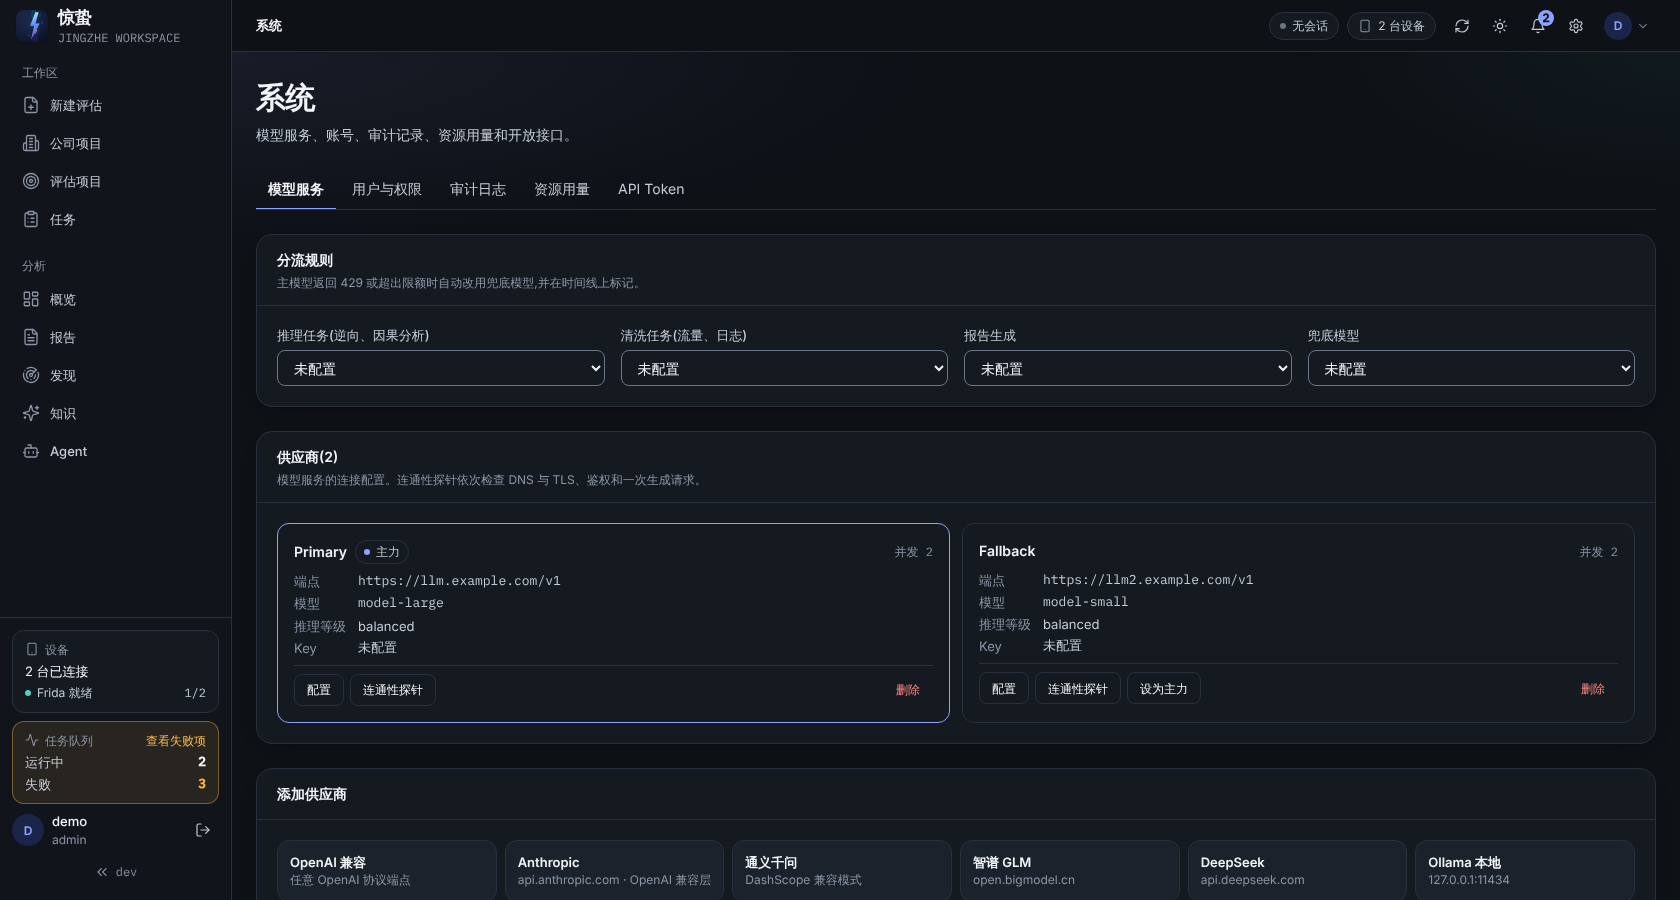 惊蛰
JINGZHE WORKSPACE
工作区
新建评估
公司项目
评估项目
任务
分析
概览
报告
发现
知识
Agent
设备
2 台已连接
Frida 就绪 1/2
任务队列 查看失败项
运行中 2
失败 3
D demo
admin
dev
系统
无会话 2 台设备 2 D
系统
模型服务、账号、审计记录、资源用量和开放接口。
模型服务 用户与权限 审计日志 资源用量 API Token
分流规则
主模型返回 429 或超出限额时自动改用兜底模型,并在时间线上标记。
推理任务(逆向、因果分析) 清洗任务(流量、日志) 报告生成 兜底模型
未配置 未配置 未配置 未配置
供应商(2)
模型服务的连接配置。连通性探针依次检查 DNS 与 TLS、鉴权和一次生成请求。
Primary 主力 并发 2
端点 https://llm.example.com/v1
模型 model-large
推理等级 balanced
Key 未配置
配置 连通性探针 删除
Fallback 并发 2
端点 https://llm2.example.com/v1
模型 model-small
推理等级 balanced
Key 未配置
配置 连通性探针 设为主力 删除
添加供应商
OpenAI 兼容
任意 OpenAI 协议端点
Anthropic
api.anthropic.com · OpenAI 兼容层
通义千问
DashScope 兼容模式
智谱 GLM
open.bigmodel.cn
DeepSeek
api.deepseek.com
Ollama 本地
127.0.0.1:11434